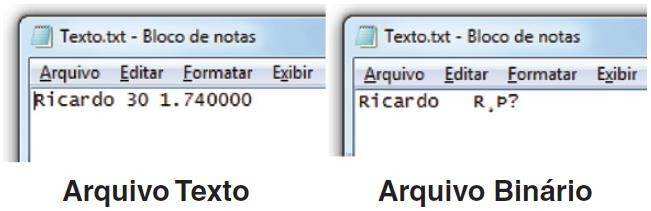 Texto.txt - Bloco de notas
Arquivo Editar Formatar Exibir
Ricardo 30 1.740000
Arquivo Texto
Texto.txt - Bloco de notas
Arquivo Editar Formatar Exibir
Ricardo   R¸Þ?
Arquivo Binário